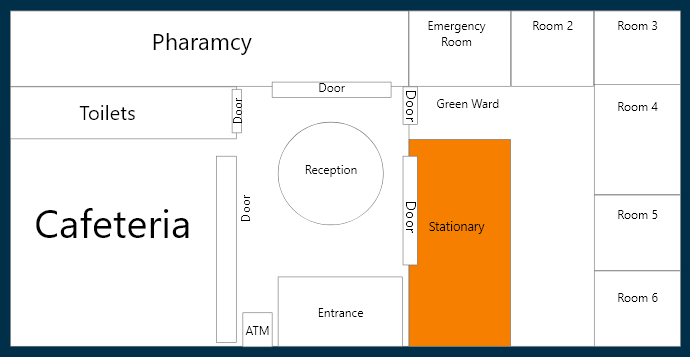 Pharamcy
Emergency
Room
Room 2
Room 3
Door
Toilets
Door
Door
Green Ward
Room 4
Reception
Cafeteria
Door
Door
Stationary
Room 5
Entrance
ATM
Room 6